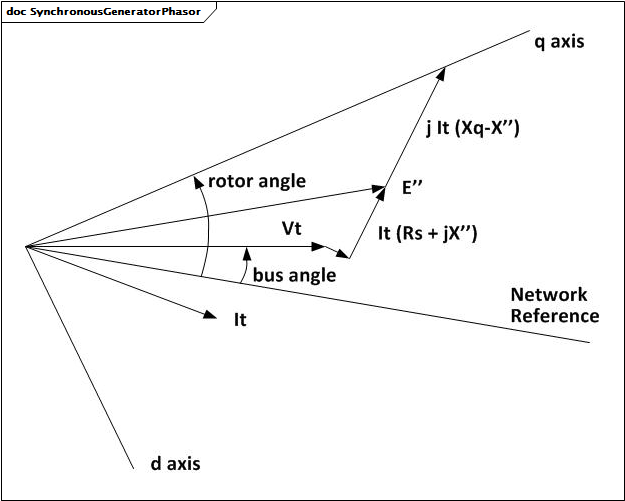 doc SynchronousGeneratorPhasor
q axis
j It (Xq-X’’)
rotor angle
E’’
Vt
It (Rs + jX’’)
bus angle
Network
Reference
It
d axis